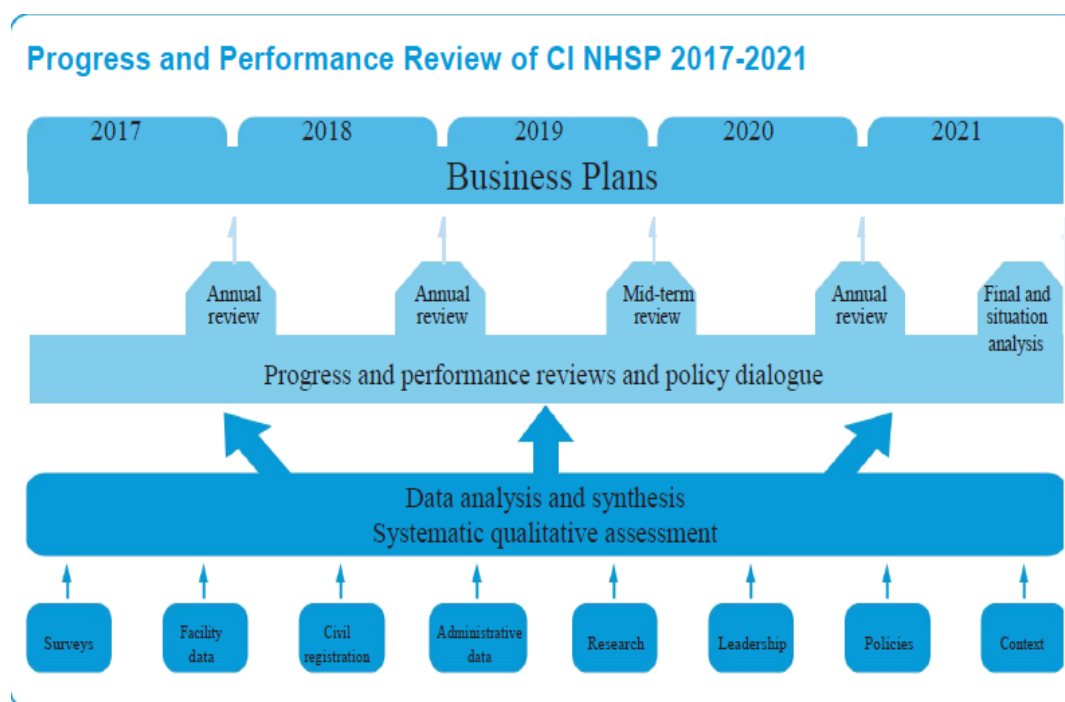 Progress and Performance Review of CI NHSP 2017-2021
2017 2018 2019 2020 2021
Business Plans
Annual
review
Annual
review
Mid-term
review
Annual
review
Final and
situation
analysis
Progress and performance reviews and policy dialogue
Data analysis and synthesis
Systematic qualitative assessment
Surveys
Facility
data
Civil
registration
Administrative
data
Research
Leadership
Policies
Context